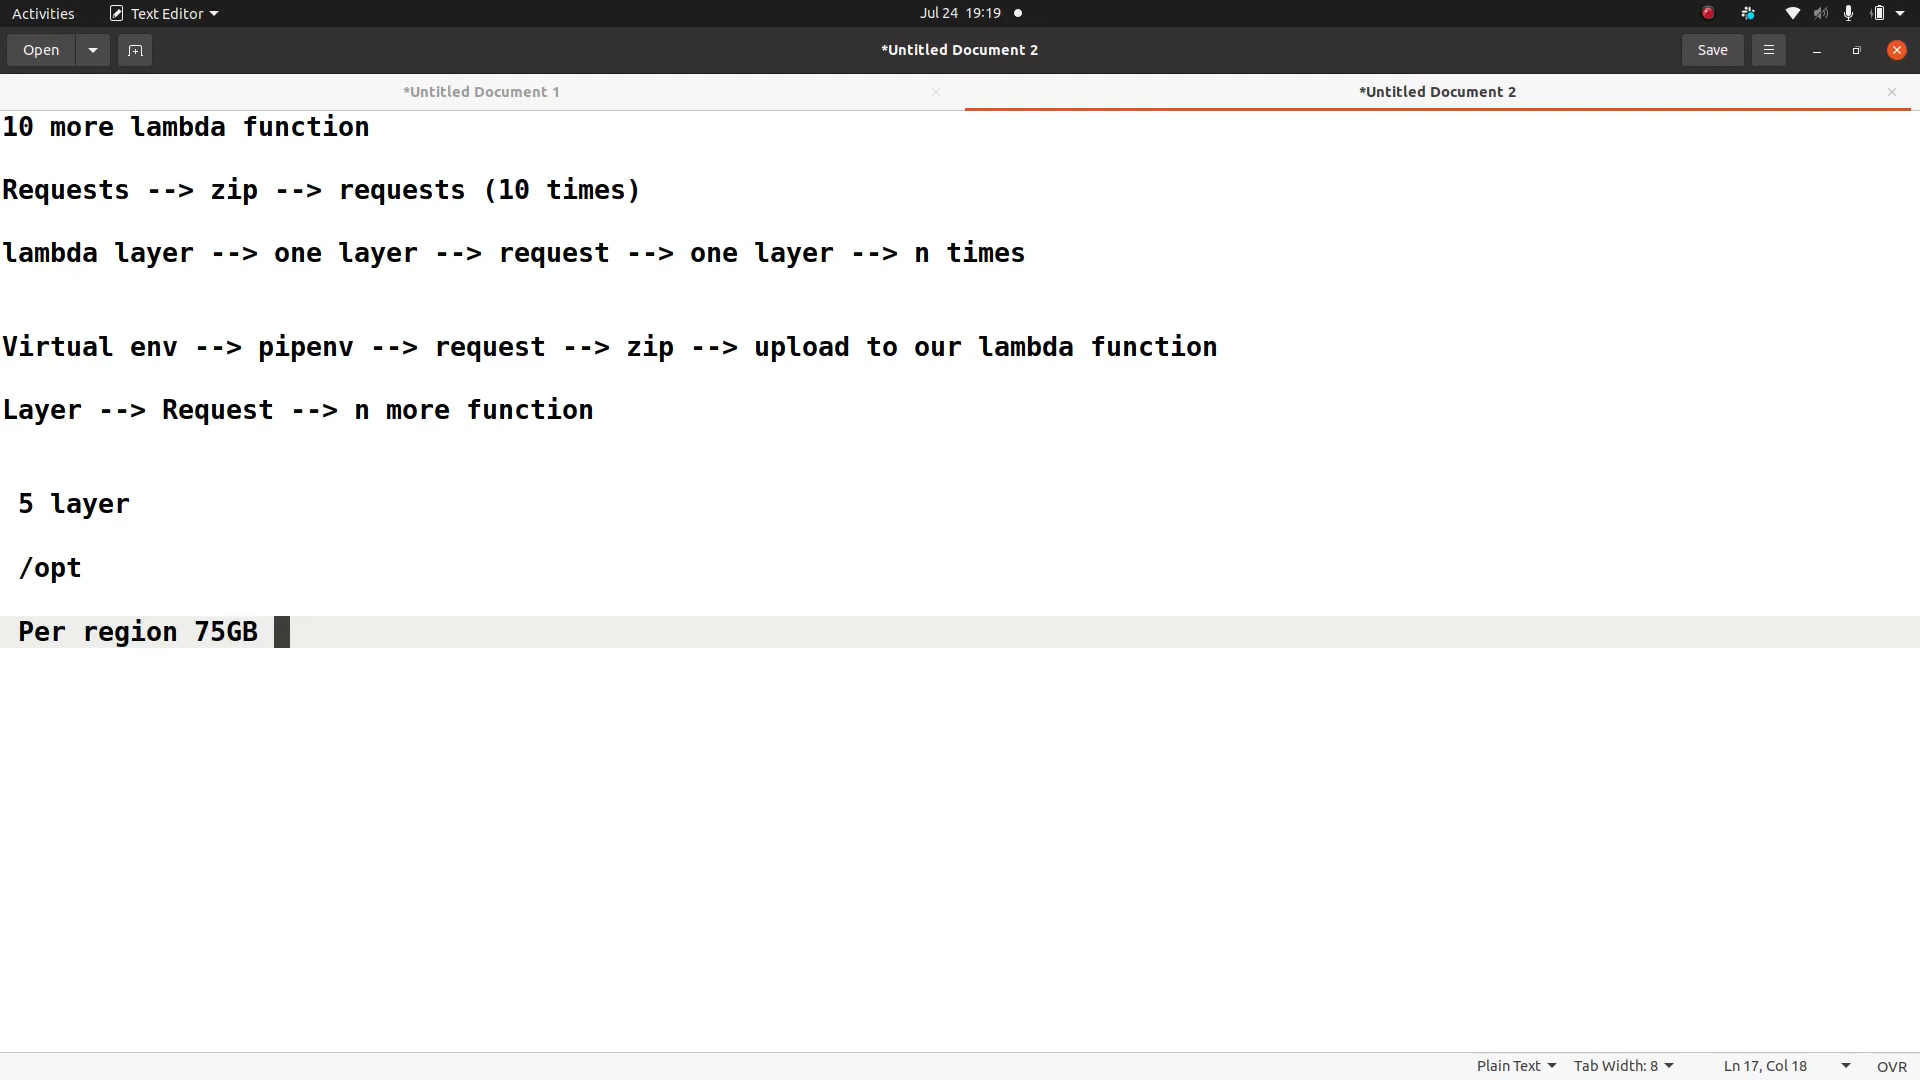 Activities Text Editor Jul 24 19:19
Open *Untitled Document 2 Save
*Untitled Document 1 *Untitled Document 2
10 more lambda function
Requests --> zip --> requests (10 times)
lambda layer --> one layer --> request --> one layer --> n times
Virtual env --> pipenv --> request --> zip --> upload to our lambda function
Layer --> Request --> n more function
5 layer
/opt
Per region 75GB
Plain Text Tab Width: 8 Ln 17, Col 18 OVR